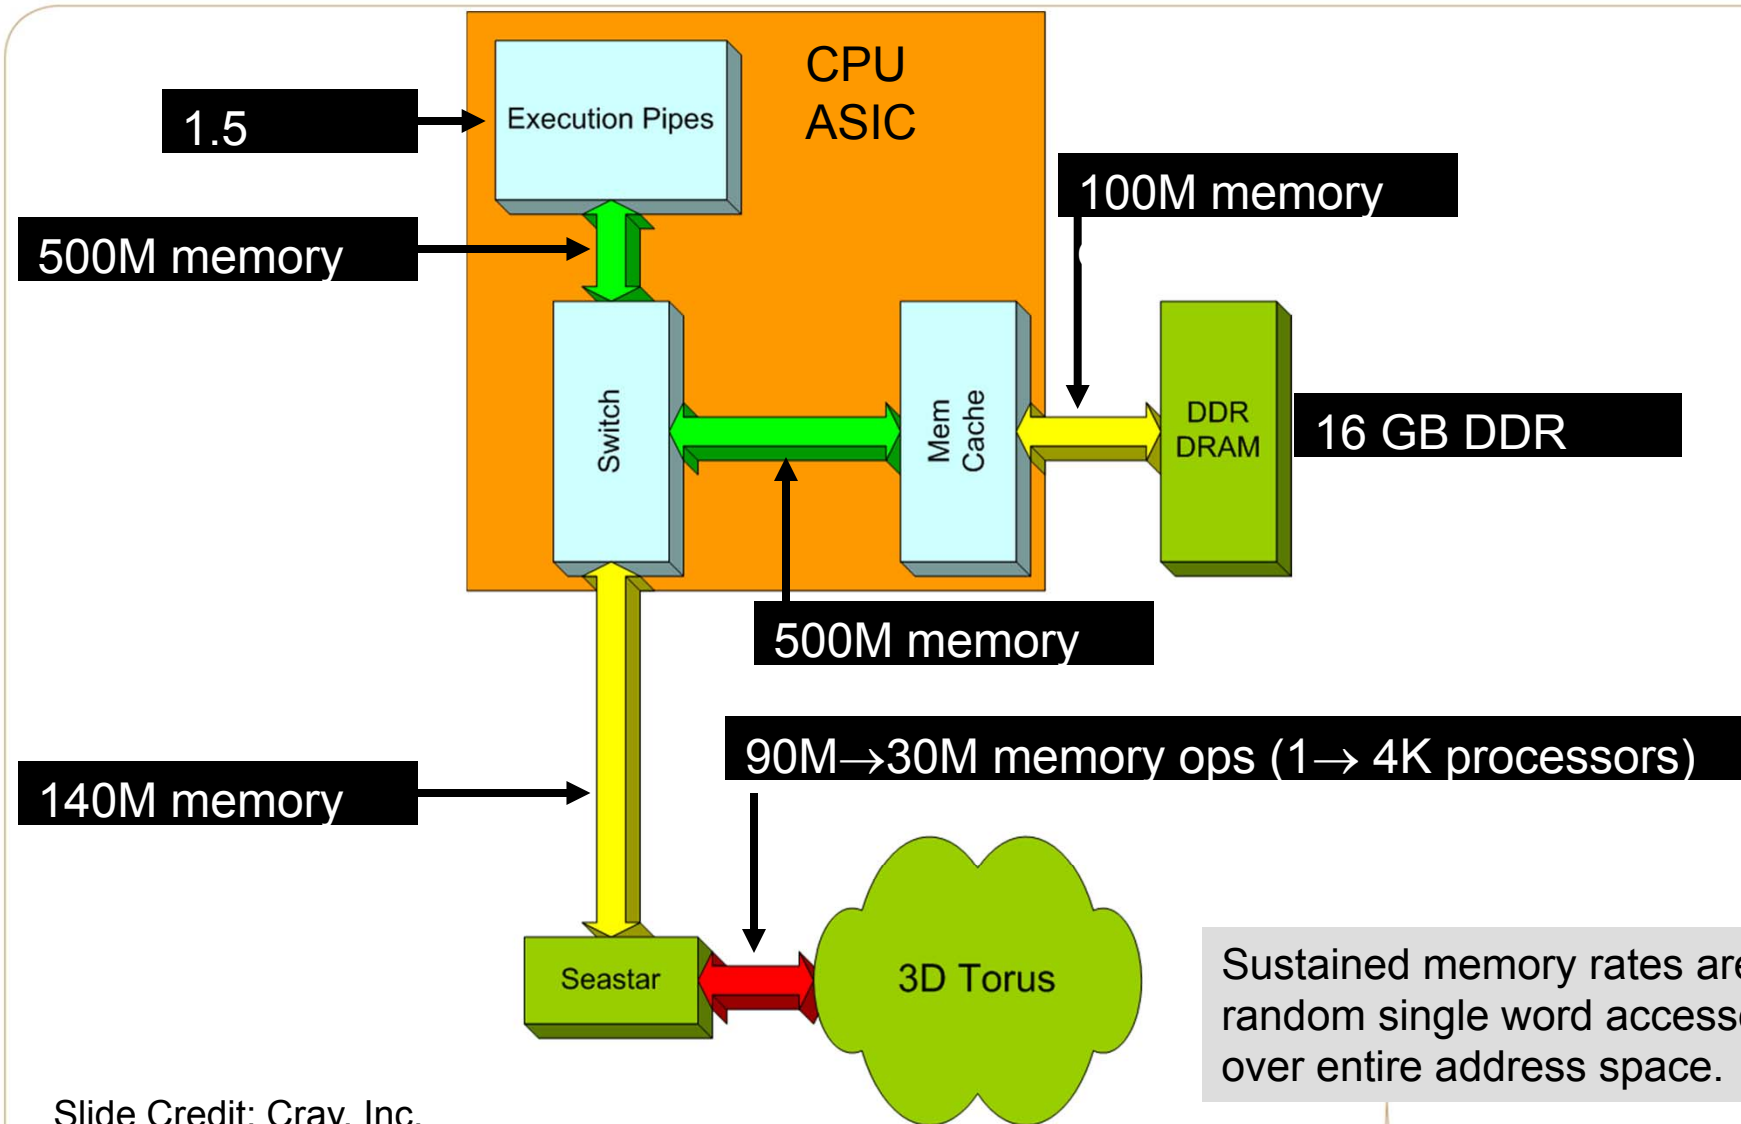 CPU
ASIC
Execution Pipes
1.5
100M memory
500M memory
Switch
Mem
Cache
DDR
DRAM
16 GB DDR
500M memory
90M→30M memory ops (1→ 4K processors)
140M memory
Seastar
3D Torus
Sustained memory rates are
random single word
over entire address space.
Slide Credit: Cray, Inc.